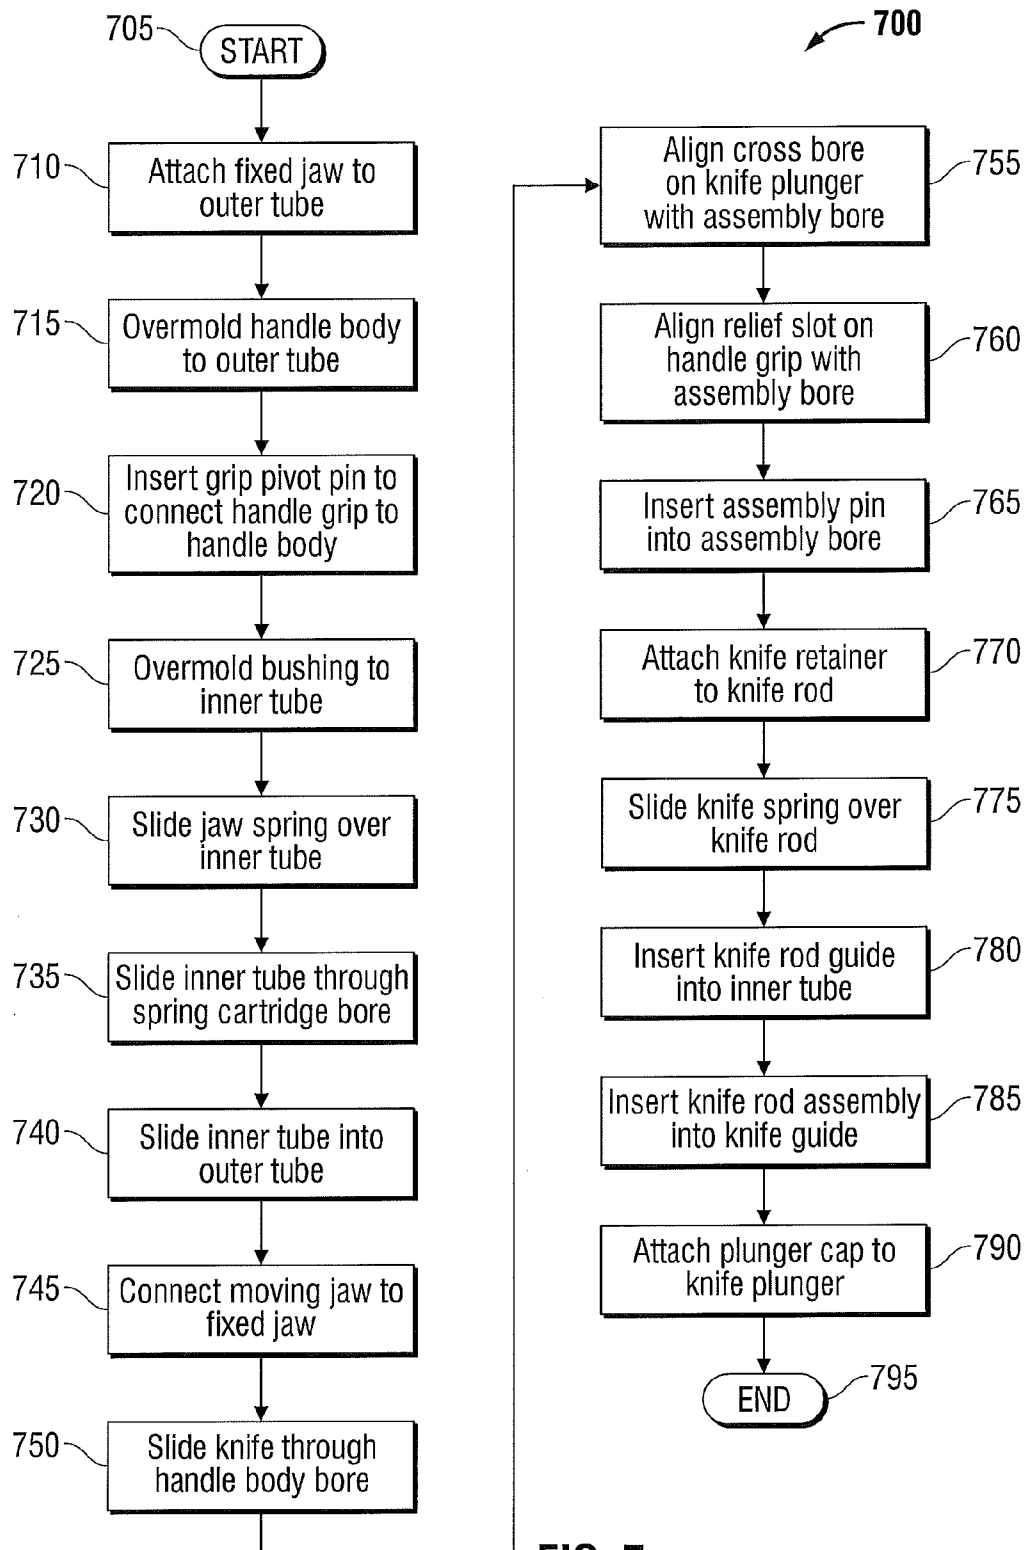 700
705
START
710
Attach fixed jaw to
outer tube
715
Overmold handle body
to outer tube
720
Insert grip pivot pin to
connect handle grip to
handle body
725
Overmold bushing to
inner tube
730
Slide jaw spring over
inner tube
735
Slide inner tube through
spring cartridge bore
740
Slide inner tube into
outer tube
745
Connect moving jaw to
fixed jaw
750
Slide knife through
handle body bore
755
Align cross bore
on knife plunger
with assembly bore
760
Align relief slot on
handle grip with
assembly bore
765
Insert assembly pin
into assembly bore
770
Attach knife retainer
to knife rod
775
Slide knife spring over
knife rod
780
Insert knife rod guide
into inner tube
785
Insert knife rod assembly
into knife guide
790
Attach plunger cap to
knife plunger
END
795